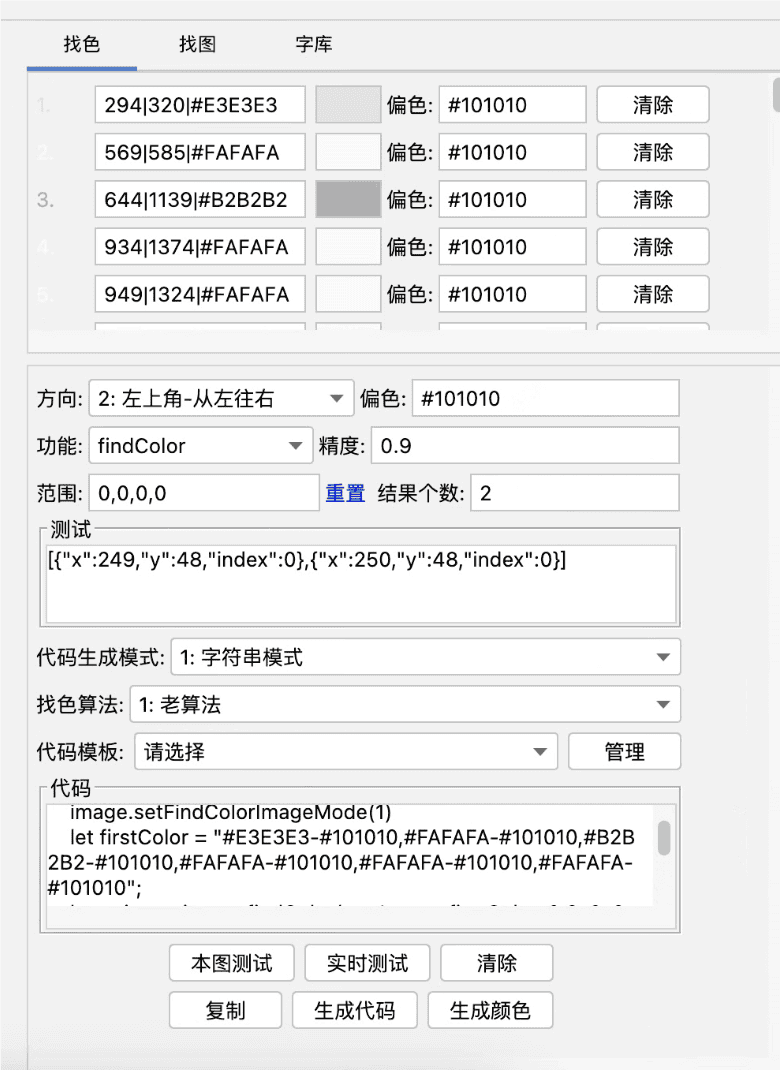 找色 找图 字库
1. 294|320|#E3E3E3 偏色: #101010 清除
2. 569|585|#FAFAFA 偏色: #101010 清除
3. 644|1139|#B2B2B2 偏色: #101010 清除
4. 934|1374|#FAFAFA 偏色: #101010 清除
5. 949|1324|#FAFAFA 偏色: #101010 清除
方向: 2: 左上角-从左往右 偏色: #101010
功能: findColor 精度: 0.9
范围: 0,0,0,0 重置 结果个数: 2
测试
[{"x":249,"y":48,"index":0},{"x":250,"y":48,"index":0}]
代码生成模式: 1: 字符串模式
找色算法: 1: 老算法
代码模板: 请选择 管理
代码
image.setFindColorImageMode(1)
let firstColor = "#E3E3E3-#101010,#FAFAFA-#101010,#B2B
2B2-#101010,#FAFAFA-#101010,#FAFAFA-#101010,#FAFAFA-
#101010";
本图测试 实时测试 清除
复制 生成代码 生成颜色